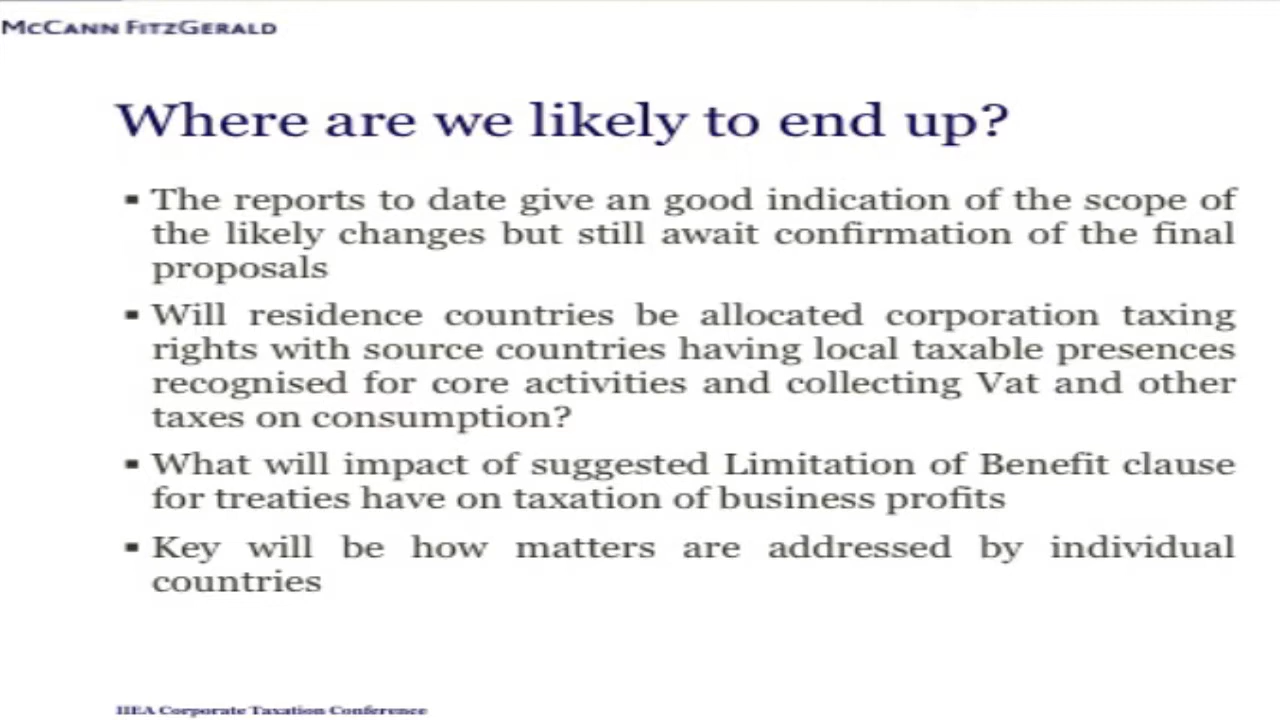 McCann FitzGerald
Where are we likely to end up?
▪ The reports to date give an good indication of the scope of
the likely changes but still await confirmation of the final
proposals
▪ Will residence countries be allocated corporation taxing
rights with source countries having local taxable presences
recognised for core activities and collecting Vat and other
taxes on consumption?
▪ What will impact of suggested Limitation of Benefit clause
for treaties have on taxation of business profits
▪ Key will be how matters are addressed by individual
countries
IIEA Corporate Taxation Conference